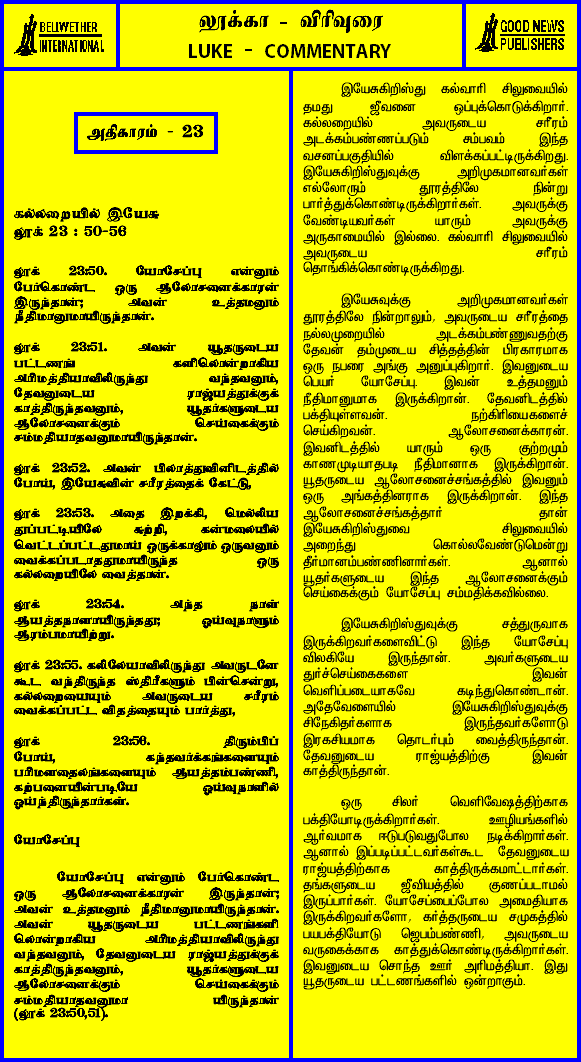 BELLWETHER
INTERNATIONAL
லூக்கா - விரிவுரை
LUKE - COMMENTARY
GOOD NEWS
PUBLISHERS
அதிகாரம் - 23
கல்லறையில் இயேசு
லூக் 23 : 50-56
லூக் 23:50. யோசேப்பு என்னும்
பேர்கொண்ட ஒரு ஆலோசனைக்காரன்
இருந்தான்; அவன் உத்தமனும்
நீதிமானுமாயிருந்தான்.
லூக் 23:51. அவன் யூதருடைய
பட்டணங் களிலொன்றாகிய
அரிமத்தியாவிலிருந்து வந்தவனும்,
தேவனுடைய ராஜ்யத்துக்குக்
காத்திருந்தவனும், யூதர்களுடைய
ஆலோசனைக்கும் செய்கைக்கும்
சம்மதியாதவனுமாயிருந்தான்.
லூக் 23:52. அவன் பிலாத்துவினிடத்தில்
போய், இயேசுவின் சரீரத்தைக் கேட்டு,
லூக் 23:53. அதை இறக்கி, மெல்லிய
துப்பட்டியிலே சுற்றி, கன்மலையில்
வெட்டப்பட்டதுமாய் ஒருக்காலும் ஒருவனும்
வைக்கப்படாததுமாயிருந்த ஒரு
கல்லறையிலே வைத்தான்.
லூக் 23:54. அந்த நாள்
ஆயத்தநாளாயிருந்தது; ஓய்வுநாளும்
ஆரம்பமாயிற்று.
லூக் 23:55. கலிலேயாவிலிருந்து அவருடனே
கூட வந்திருந்த ஸ்திரீகளும் பின்சென்று,
கல்லறையையும் அவருடைய சரீரம்
வைக்கப்பட்ட விதத்தையும் பார்த்து,
லூக் 23:56. திரும்பிப்
போய், கந்தவர்க்கங்களையும்
பரிமளதைலங்களையும் ஆயத்தம்பண்ணி,
கற்பனையின்படியே ஓய்வுநாளில்
ஓய்ந்திருந்தார்கள்.
யோசேப்பு
யோசேப்பு என்னும் பேர்கொண்ட
ஒரு ஆலோசனைக்காரன் இருந்தான்;
அவன் உத்தமனும் நீதிமானுமாயிருந்தான்.
அவன் யூதருடைய பட்டணங்களி
லொன்றாகிய அரிமத்தியாவிலிருந்து
வந்தவனும், தேவனுடைய ராஜ்யத்துக்குக்
காத்திருந்தவனும், யூதர்களுடைய
ஆலோசனைக்கும் செய்கைக்கும்
சம்மதியாதவனுமா யிருந்தான்
(லூக் 23:50,51).
இயேசுகிறிஸ்து கல்வாரி சிலுவையில்
தமது ஜீவனை ஒப்புக்கொடுக்கிறார்.
கல்லறையில் அவருடைய சரீரம்
அடக்கம்பண்ணப்படும் சம்பவம் இந்த
வசனப்பகுதியில் விளக்கப்பட்டிருக்கிறது.
இயேசுகிறிஸ்துவுக்கு அறிமுகமானவர்கள்
எல்லோரும் தூரத்திலே நின்று
பார்த்துக்கொண்டிருக்கிறார்கள். அவருக்கு
வேண்டியவர்கள் யாரும் அவருக்கு
அருகாமையில் இல்லை. கல்வாரி சிலுவையில்
அவருடைய சரீரம்
தொங்கிக்கொண்டிருக்கிறது.
இயேசுவுக்கு அறிமுகமானவர்கள்
தூரத்திலே நின்றாலும், அவருடைய சரீரத்தை
நல்லமுறையில் அடக்கம்பண்ணுவதற்கு
தேவன் தம்முடைய சித்தத்தின் பிரகாரமாக
ஒரு நபரை அங்கு அனுப்புகிறார். இவனுடைய
பெயர் யோசேப்பு. இவன் உத்தமனும்
நீதிமானுமாக இருக்கிறான். தேவனிடத்தில்
பக்தியுள்ளவன். நற்கிரியைகளைச்
செய்கிறவன். ஆலோசனைக்காரன்.
இவனிடத்தில் யாரும் ஒரு குற்றமும்
காணமுடியாதபடி நீதிமானாக இருக்கிறான்.
யூதருடைய ஆலோசனைச்சங்கத்தில் இவனும்
ஒரு அங்கத்தினராக இருக்கிறான். இந்த
ஆலோசனைச்சங்கத்தார் தான்
இயேசுகிறிஸ்துவை சிலுவையில்
அறைந்து கொல்லவேண்டுமென்று
தீர்மானம்பண்ணினார்கள். ஆனால்
யூதர்களுடைய இந்த ஆலோசனைக்கும்
செய்கைக்கும் யோசேப்பு சம்மதிக்கவில்லை.
இயேசுகிறிஸ்துவுக்கு சத்துருவாக
இருக்கிறவர்களைவிட்டு இந்த யோசேப்பு
விலகியே இருந்தான். அவர்களுடைய
துர்ச்செய்கைகளை இவன்
வெளிப்படையாகவே கடிந்துகொண்டான்.
அதேவேளையில் இயேசுகிறிஸ்துவுக்கு
சிநேகிதர்களாக இருந்தவர்களோடு
இரகசியமாக தொடர்பும் வைத்திருந்தான்.
தேவனுடைய ராஜ்யத்திற்கு இவன்
காத்திருந்தான்.
ஒரு சிலர் வெளிவேஷத்திற்காக
பக்தியோடிருக்கிறார்கள். ஊழியங்களில்
ஆர்வமாக ஈடுபடுவதுபோல நடிக்கிறார்கள்.
ஆனால் இப்படிப்பட்டவர்கள்கூட தேவனுடைய
ராஜ்யத்திற்காக காத்திருக்கமாட்டார்கள்.
தங்களுடைய ஜீவியத்தில் குணப்படாமல்
இருப்பார்கள். யோசேப்பைப்போல அமைதியாக
இருக்கிறவர்களோ, கர்த்தருடைய சமுகத்தில்
பயபக்தியோடு ஜெபம்பண்ணி, அவருடைய
வருகைக்காக காத்துக்கொண்டிருக்கிறார்கள்.
இவனுடைய சொந்த ஊர் அரிமத்தியா. இது
யூதருடைய பட்டணங்களில் ஒன்றாகும்.